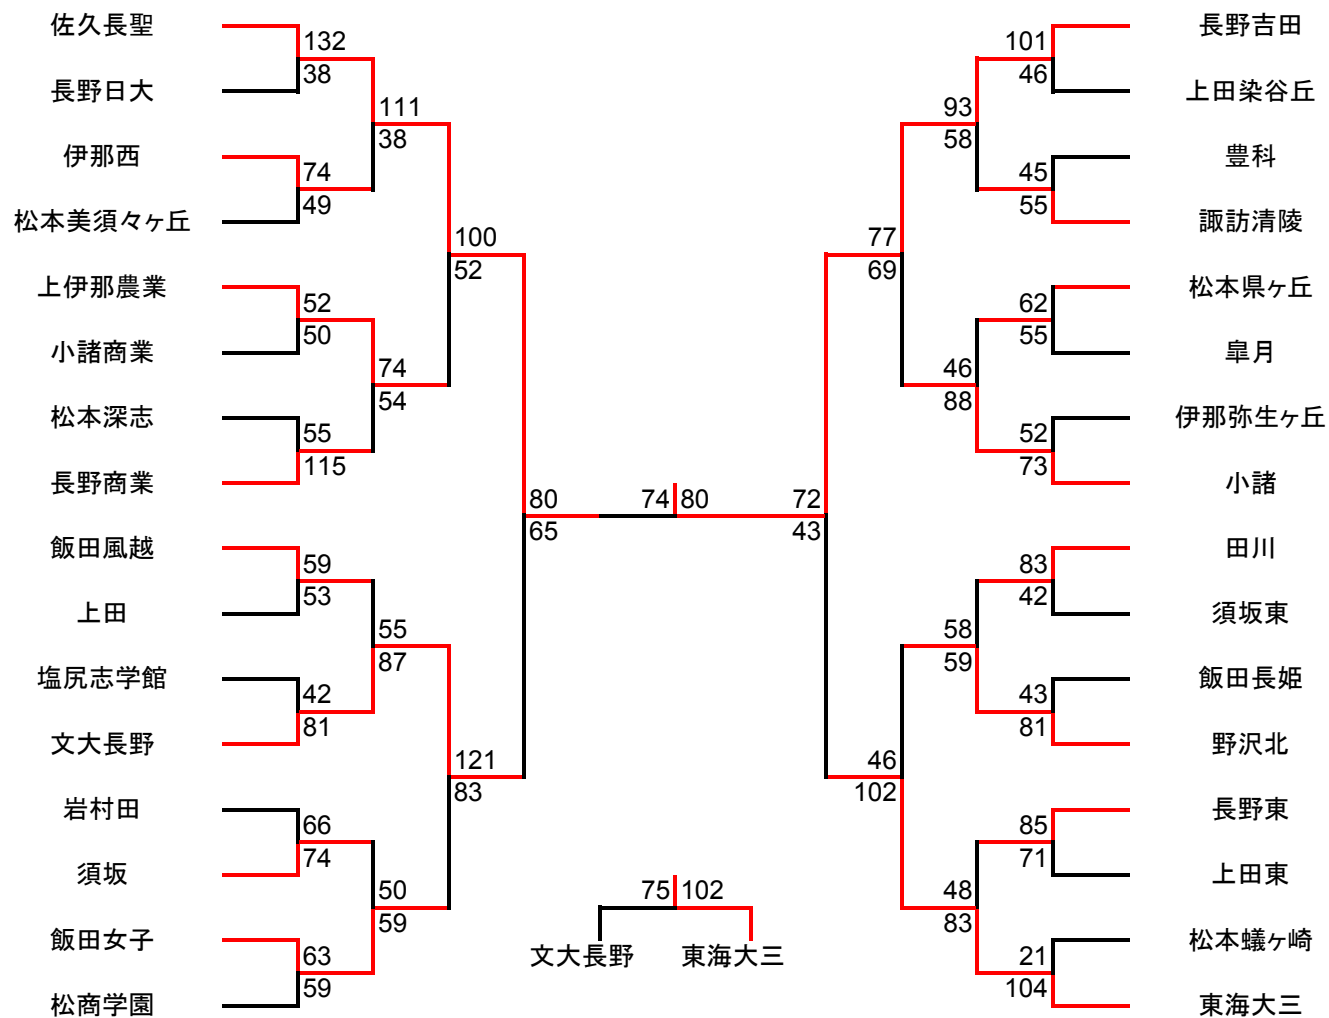 佐久長聖
132
38
長野日大
111
38
伊那西
74
49
松本美須々ヶ丘
100
52
上伊那農業
52
50
小諸商業
74
54
松本深志
55
115
長野商業
80
65
飯田風越
59
53
上田
55
87
塩尻志学館
42
81
文大長野
121
83
岩村田
66
74
須坂
50
59
飯田女子
63
59
松商学園
74 80
75 102
文大長野 東海大三
長野吉田
101
46
上田染谷丘
93
58
豊科
45
55
諏訪清陵
77
69
松本県ヶ丘
62
55
皐月
46
88
伊那弥生ヶ丘
52
73
小諸
72
43
田川
83
42
須坂東
58
59
飯田長姫
43
81
野沢北
46
102
長野東
85
71
上田東
48
83
松本蟻ヶ崎
21
104
東海大三